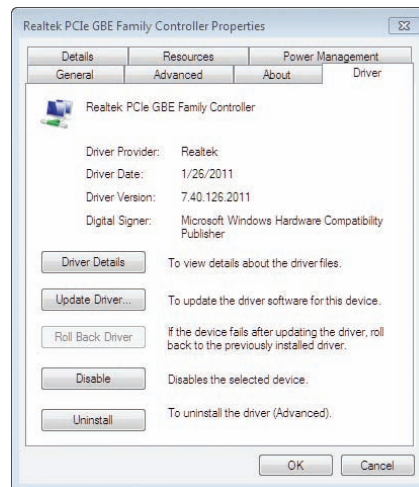 Realtek PCIe GBE Family Controller Properties
Details Resources Power Management
General Advanced About Driver
Realtek PCIe GBE Family Controller
Driver Provider: Realtek
Driver Date: 1/26/2011
Driver Version: 7.40.126.2011
Digital Signer: Microsoft Windows Hardware Compatibility
Publisher
Driver Details To view details about the driver files.
Update Driver... To update the driver software for this device.
Roll Back Driver If the device fails after updating the driver, roll
back to the previously installed driver.
Disable Disables the selected device.
Uninstall To uninstall the driver (Advanced).
OK Cancel